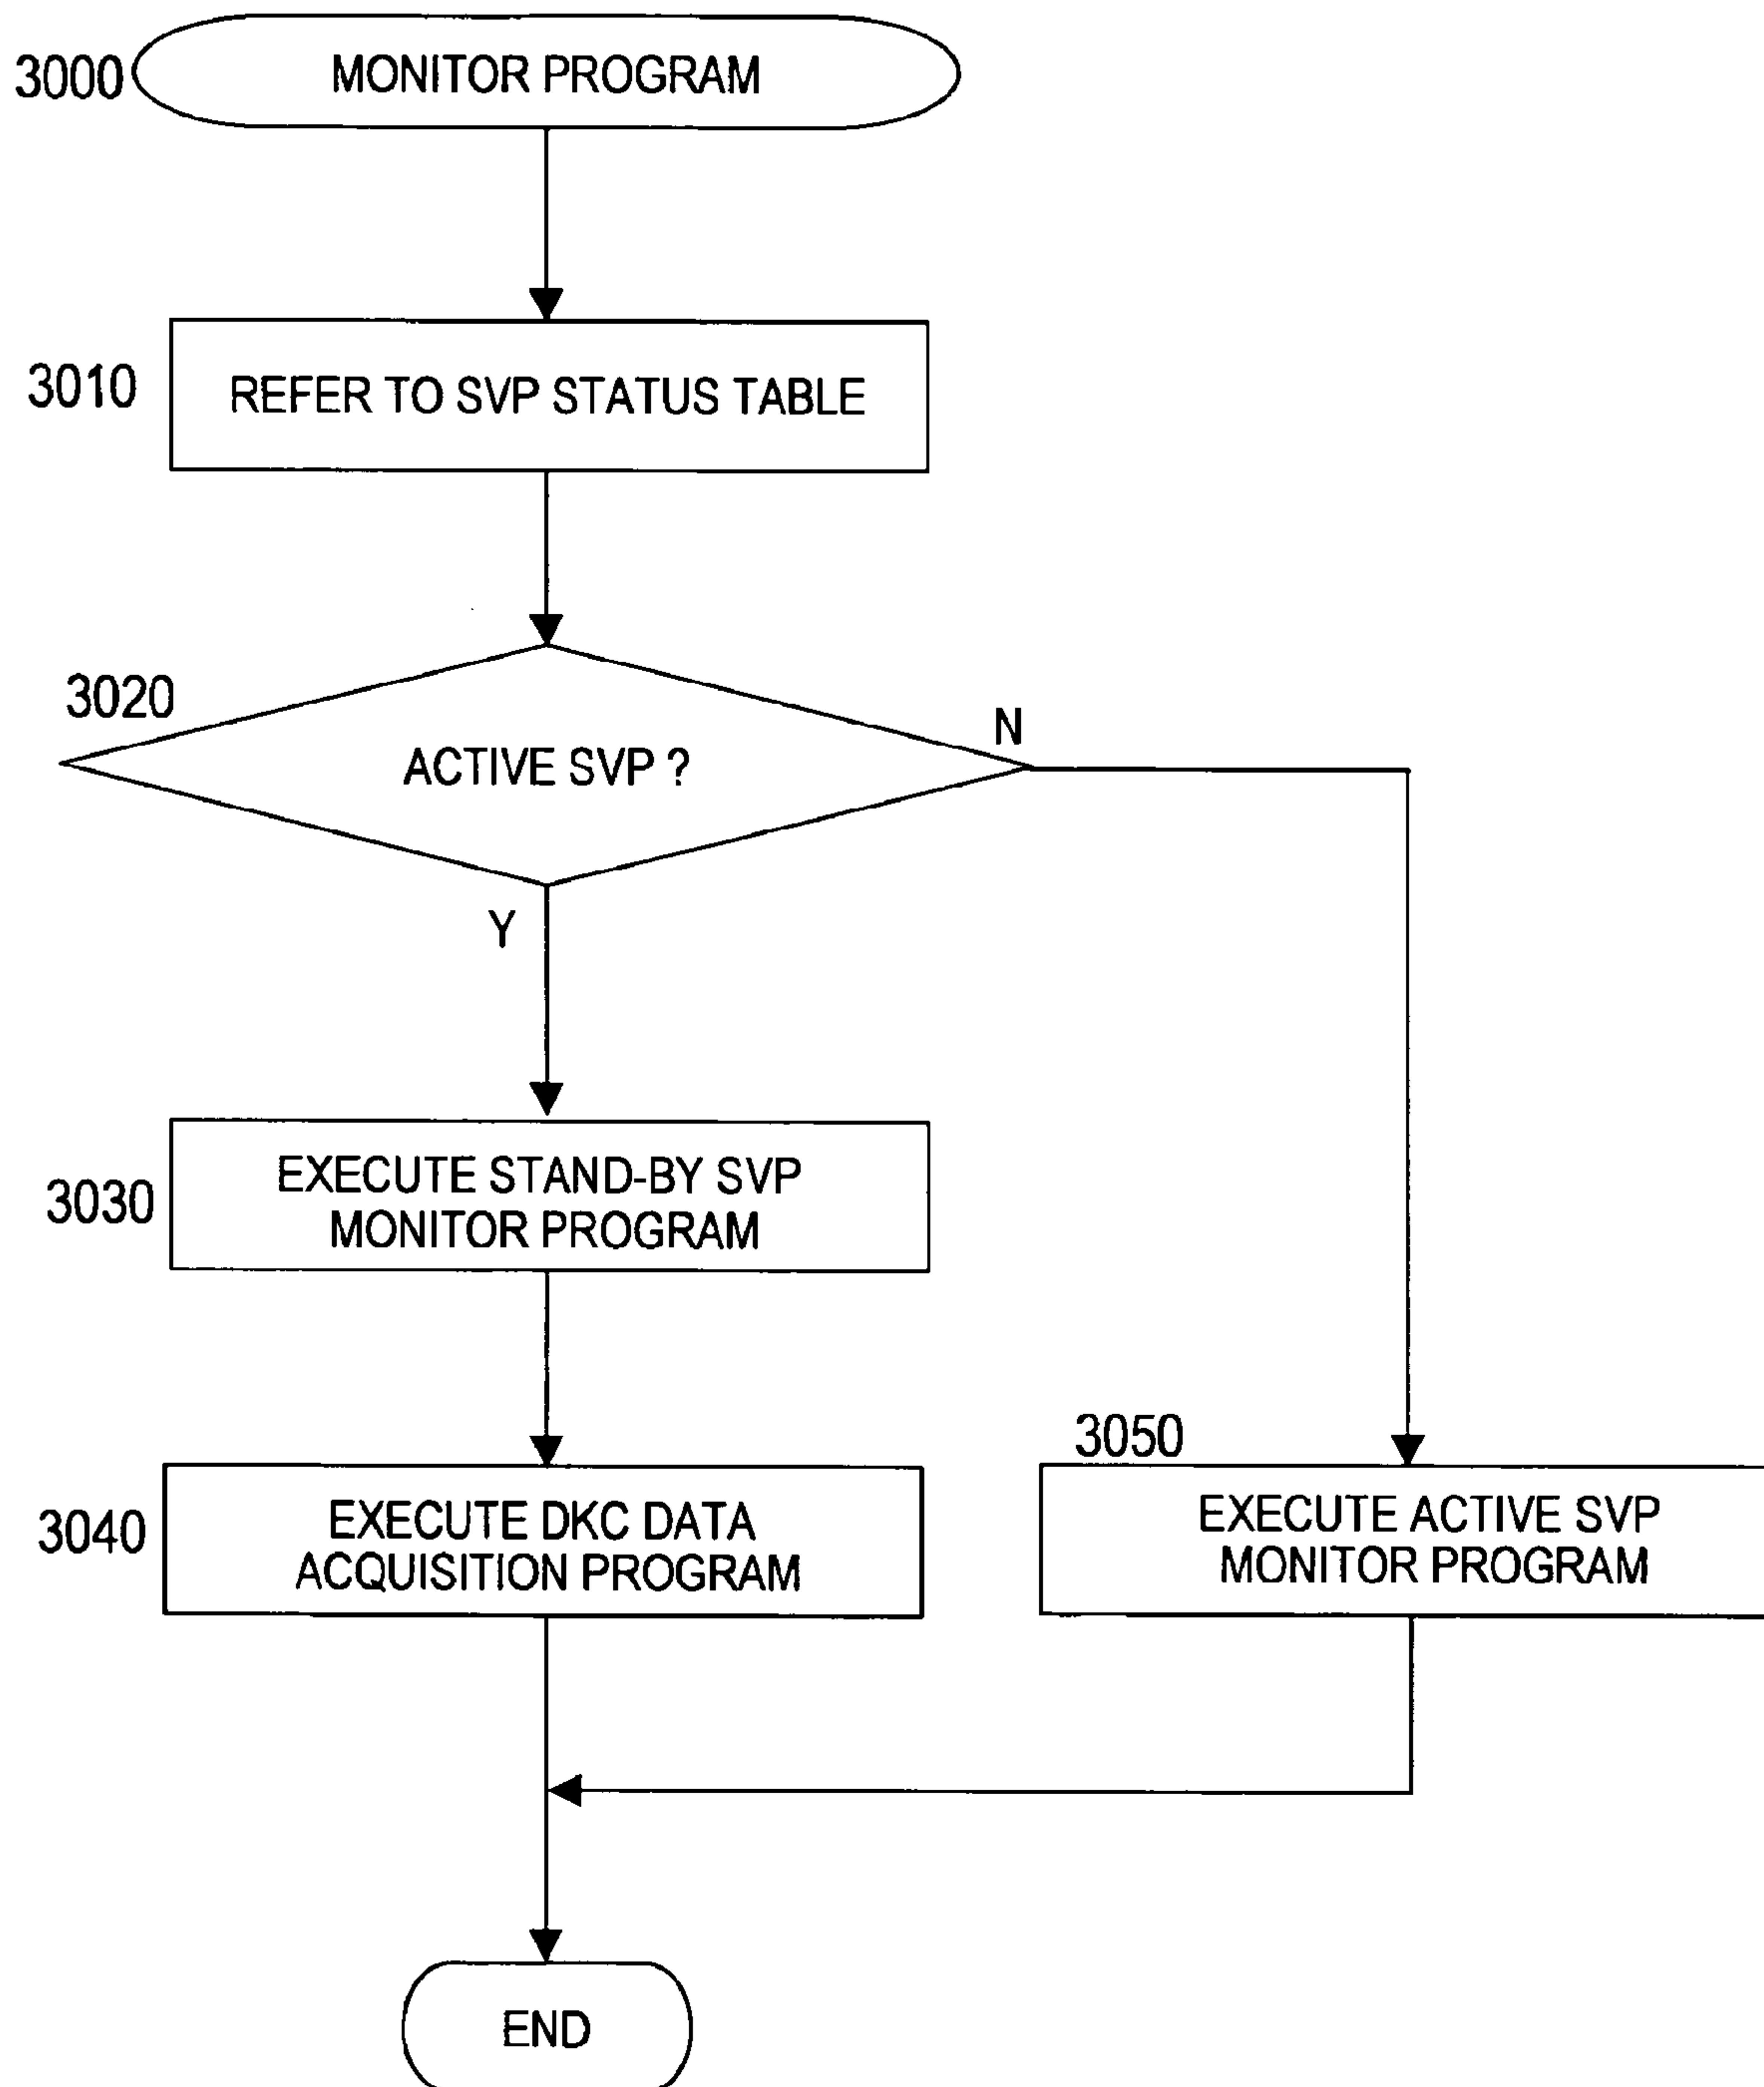 3000
MONITOR PROGRAM
3010
REFER TO SVP STATUS TABLE
3020
ACTIVE SVP ?
N
Y
3030
EXECUTE STAND-BY SVP
MONITOR PROGRAM
3040
EXECUTE DKC DATA
ACQUISITION PROGRAM
3050
EXECUTE ACTIVE SVP
MONITOR PROGRAM
END